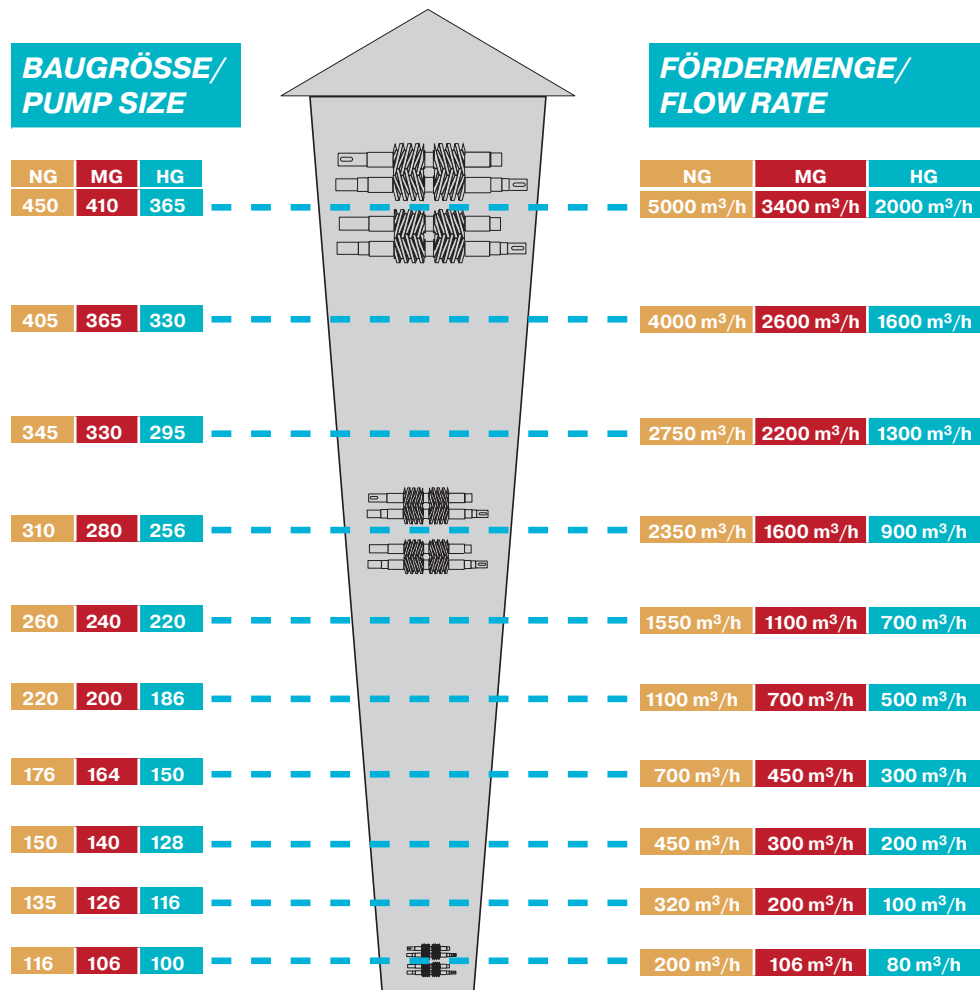 BAUGRÖSSE/
PUMP SIZE
FÖRDERMENGE/
FLOW RATE
NG MG HG NG MG HG
450 410 365 5000 m³/h 3400 m³/h 2000 m³/h
405 365 330 4000 m³/h 2600 m³/h 1600 m³/h
345 330 295 2750 m³/h 2200 m³/h 1300 m³/h
310 280 256 2350 m³/h 1600 m³/h 900 m³/h
260 240 220 1550 m³/h 1100 m³/h 700 m³/h
220 200 186 1100 m³/h 700 m³/h 500 m³/h
176 164 150 700 m³/h 450 m³/h 300 m³/h
150 140 128 450 m³/h 300 m³/h 200 m³/h
135 126 116 320 m³/h 200 m³/h 100 m³/h
116 106 100 200 m³/h 106 m³/h 80 m³/h